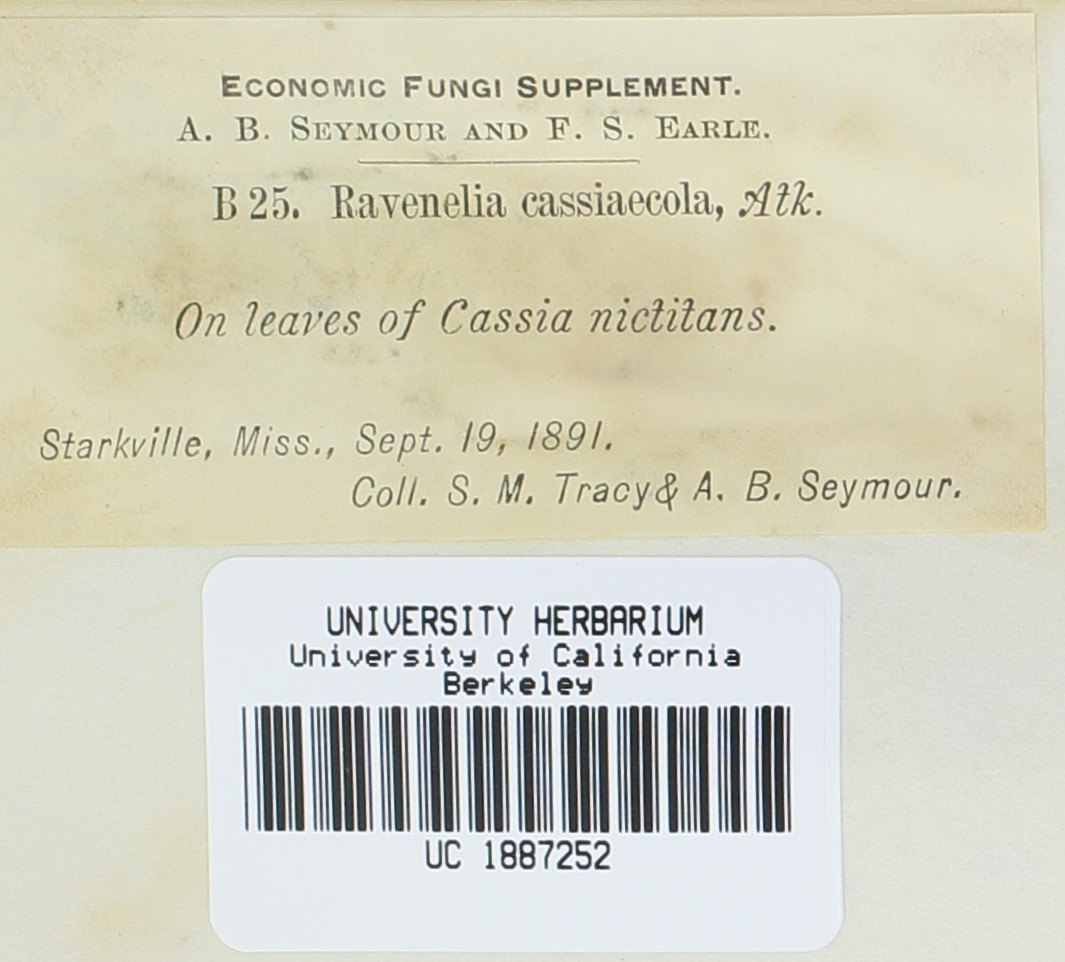 ECONOMIC FUNGI SUPPLEMENT.
A. B. SEYMOUR AND F. S. EARLE.
B 25. Ravenelia cassiaecola, Atk.
On leaves of Cassia nictitans.
Starkville, Miss., Sept. 19, 1891.
Coll. S. M. Tracy & A. B. Seymour.
UNIVERSITY HERBARIUM
University of California
Berkeley
UC 1887252